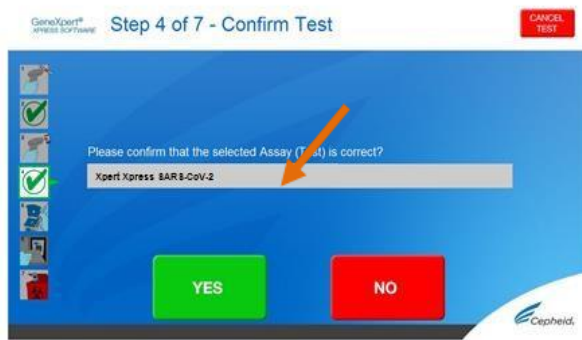 GeneXpert®
XPRESS SOFTWARE
Step 4 of 7 - Confirm Test
CANCEL
TEST
Please confirm that the selected Assay (Test) is correct?
Xpert Xpress SARS-CoV-2
YES
NO
Cepheid.